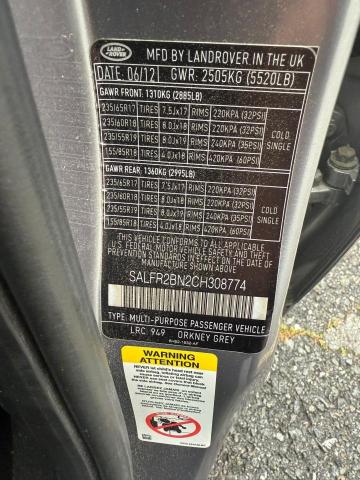 LAND ROVER
MFD BY LANDROVER IN THE UK
DATE: 06/12 GWR: 2505KG (5520LB)
GAWR FRONT: 1310KG (2885LB)
235/65R17 TIRES 7.5Jx17 RIMS 220KPA (32PSI)
235/60R18 TIRES 8.0Jx18 RIMS 220KPA (32PSI) COLD
235/55R19 TIRES 8.0Jx19 RIMS 240KPA (35PSI) SINGLE
155/85R18 TIRES 4.0Jx18 RIMS 420KPA (60PSI)
GAWR REAR: 1360KG (2995LB)
235/65R17 TIRES 7.5Jx17 RIMS 220KPA (32PSI)
235/60R18 TIRES 8.0Jx18 RIMS 220KPA (32PSI) COLD
235/55R19 TIRES 8.0Jx19 RIMS 240KPA (35PSI) SINGLE
155/85R18 TIRES 4.0Jx18 RIMS 420KPA (60PSI)
THIS VEHICLE CONFORMS TO ALL APPLICABLE
U.S. FEDERAL MOTOR VEHICLE SAFETY AND
THEFT PREVENTION STANDARDS IN EFFECT ON
THE DATE OF MANUFACTURE SHOWN ABOVE.
SALFR2BN2CH308774
TYPE: MULTI-PURPOSE PASSENGER VEHICLE
LRC 949 ORKNEY GREY
WARNING